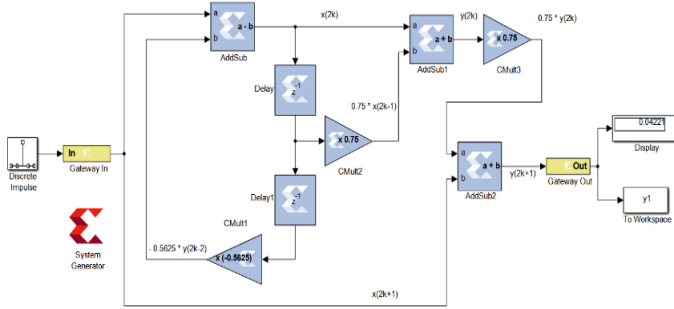 x(2k)
y(2k)
0.75 * y(2k)
a
b
a - b
AddSub
a
b
a + b
AddSub1
x 0.75
CMult3
Delay
z-1
0.75 * x(2k-1)
x 0.75
CMult2
Discrete
Impulse
In
Gateway In
a
b
a + b
AddSub2
y(2k+1)
Out
Gateway Out
0.04221
Display
y1
To Workspace
Delay1
z-1
CMult1
x (-0.5625)
- 0.5625 * y(2k-2)
System
Generator
x(2k+1)